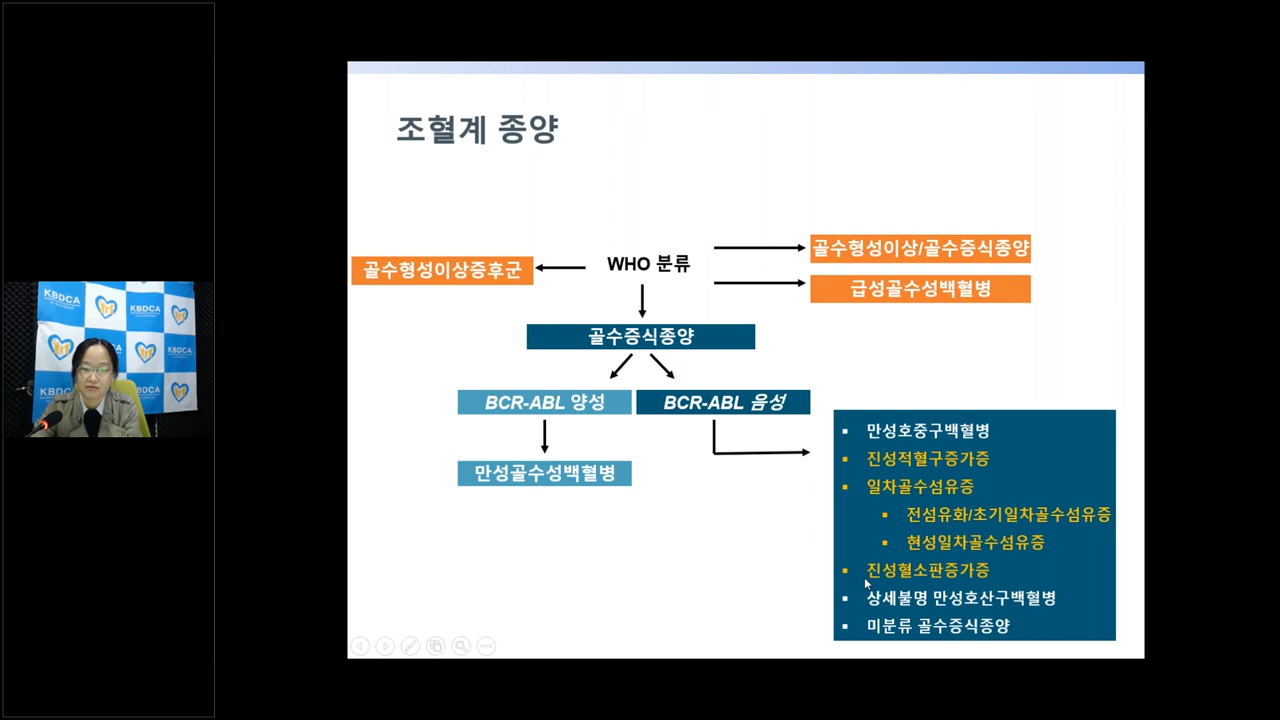 조혈계 종양
WHO 분류
골수형성이상증후군
골수형성이상/골수증식종양
급성골수성백혈병
골수증식종양
BCR-ABL 양성
BCR-ABL 음성
만성골수성백혈병
만성호중구백혈병
진성적혈구증가증
일차골수섬유증
전섬유화/초기일차골수섬유증
현성일차골수섬유증
진성혈소판증가증
상세불명 만성호산구백혈병
미분류 골수증식종양
KBDCA
KBDCA
KBDCA
KBDCA
KBDCA